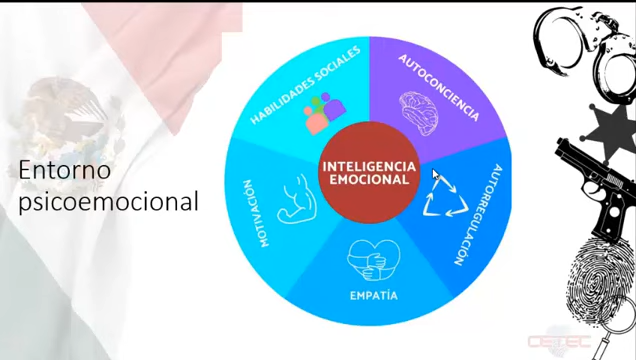 Entorno
psicoemocional
HABILIDADES SOCIALES
AUTOCONCIENCIA
INTELIGENCIA
EMOCIONAL
MOTIVACIÓN
AUTORREGULACIÓN
EMPATÍA
CETEC